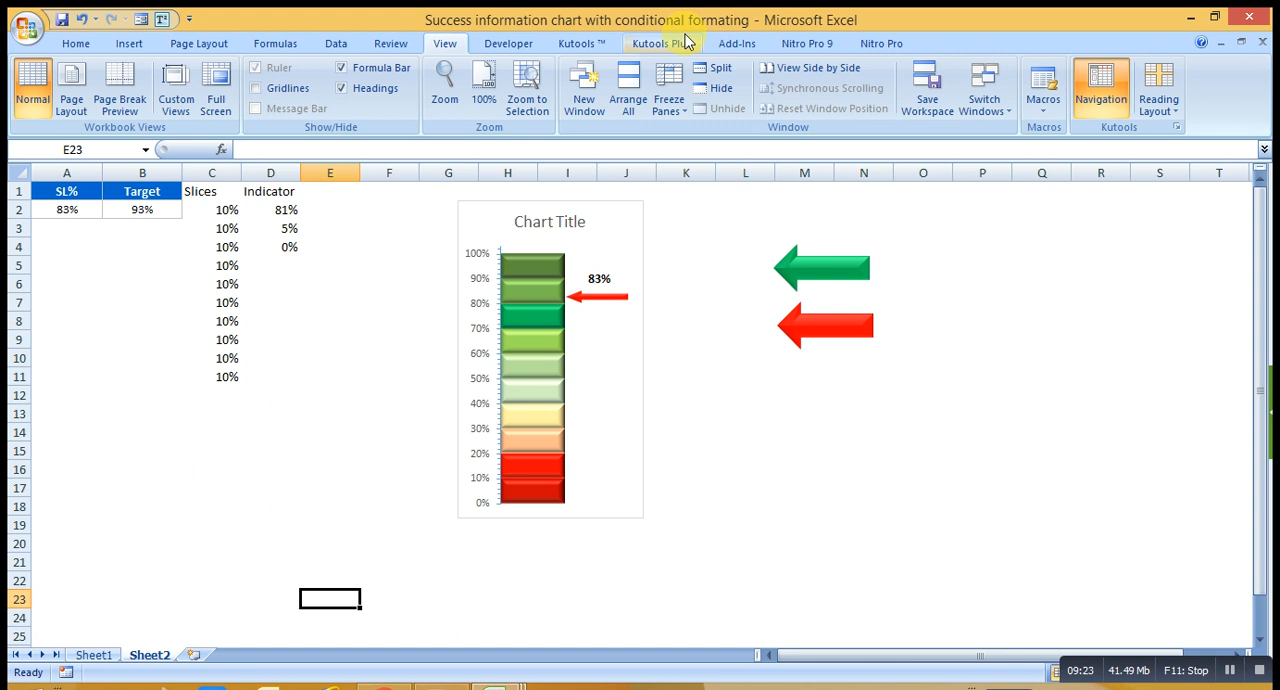 Success information chart with conditional formating - Microsoft Excel
Home Insert Page Layout Formulas Data Review View Developer Kutools ™ Kutools Plus Add-Ins Nitro Pro 9 Nitro Pro
Normal Page Layout Page Break Preview Custom Views Full Screen
Workbook Views
Ruler Formula Bar
Gridlines Headings
Message Bar
Show/Hide
Zoom 100% Zoom to Selection
Zoom
New Window Arrange All Freeze Panes
Split View Side by Side
Hide Synchronous Scrolling
Unhide Reset Window Position
Save Workspace Switch Windows
Window
Macros
Macros
Navigation Reading Layout
Kutools
E23 fx
A B C D E F G H I J K L M N O P Q R S T
1 SL% Target Slices Indicator
2 83% 93% 10% 81%
3 10% 5%
4 10% 0%
5 10%
6 10%
7 10%
8 10%
9 10%
10 10%
11 10%
12
13
14
15
16
17
18
19
20
21
22
23
24
25
Chart Title
100%
90%
80%
70%
60%
50%
40%
30%
20%
10%
0%
83%
Sheet1 Sheet2
Ready
09:23 41.49 Mb F11: Stop